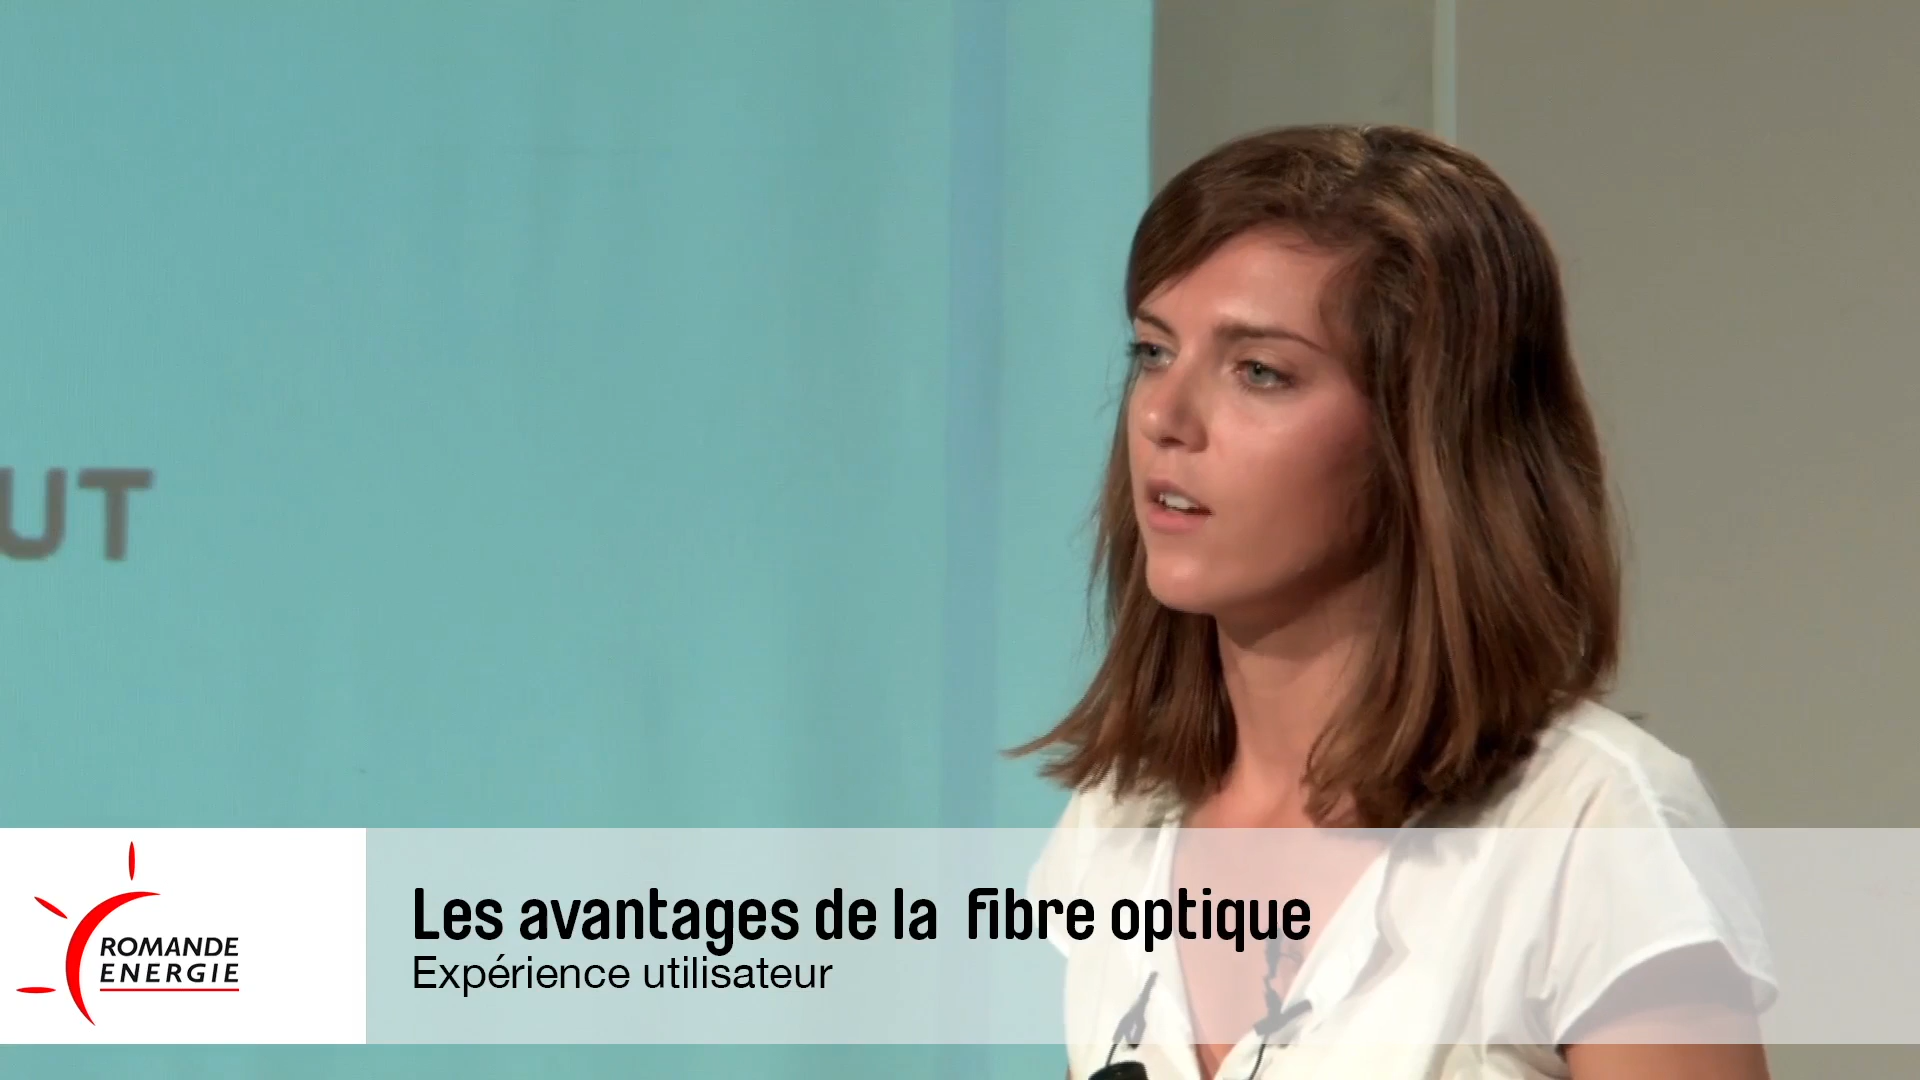 UT
Les avantages de la fibre optique
Expérience utilisateur
ROMANDE
ENERGIE